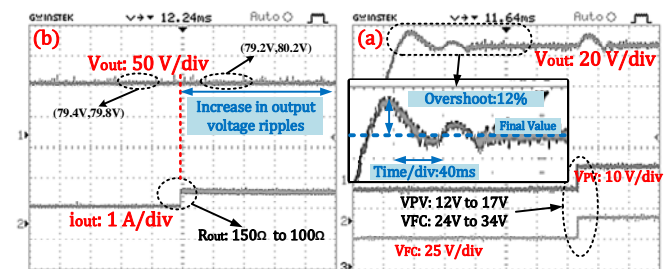 GWINSTEK 12.24ms Auto
(b)
Vout: 50 V/div
(79.2V,80.2V)
(79.4V,79.8V)
Increase in output
voltage ripples
1
iout: 1 A/div
Rout: 150Ω to 100Ω
2
GWINSTEK 11.64ms Auto
(a)
Vout: 20 V/div
Overshoot:12%
Final Value
Time/div:40ms
1
VPV: 10 V/div
VPV: 12V to 17V
VFC: 24V to 34V
2
VFC: 25 V/div
3